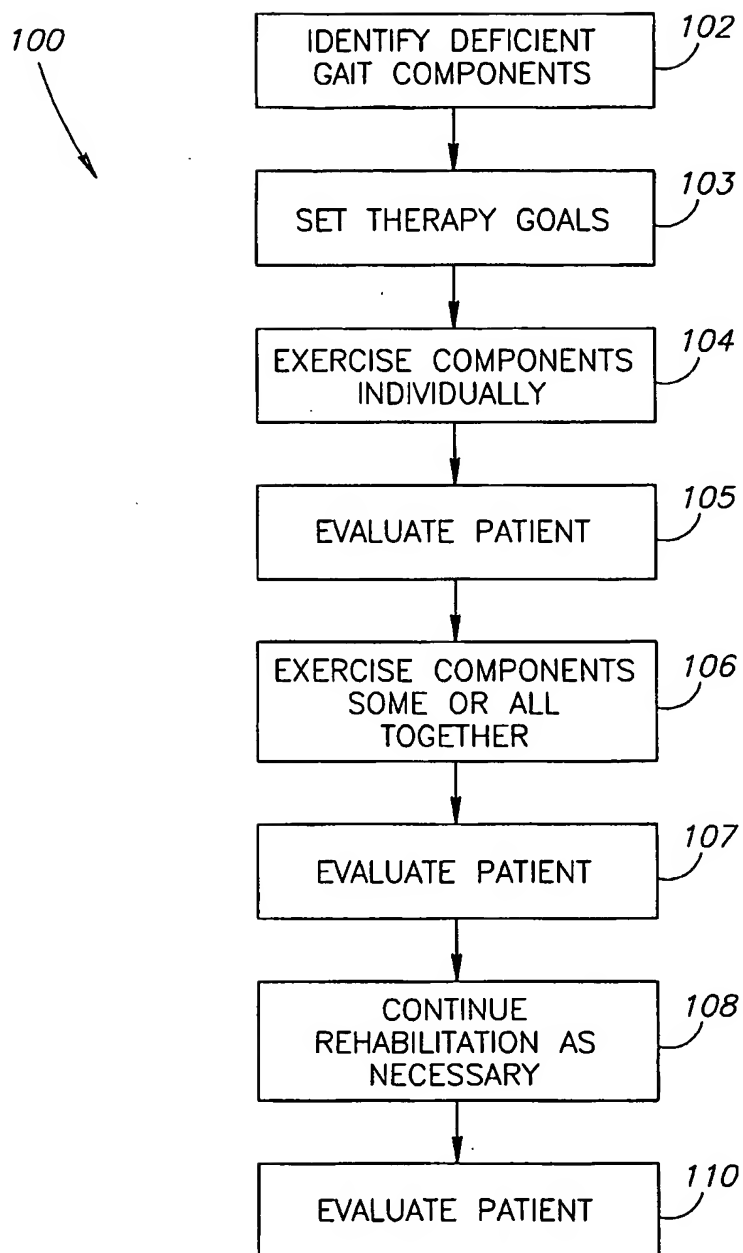 100
IDENTIFY DEFICIENT
GAIT COMPONENTS
102
SET THERAPY GOALS
103
EXERCISE COMPONENTS
INDIVIDUALLY
104
EVALUATE PATIENT
105
EXERCISE COMPONENTS
SOME OR ALL
TOGETHER
106
EVALUATE PATIENT
107
CONTINUE
REHABILITATION AS
NECESSARY
108
EVALUATE PATIENT
110